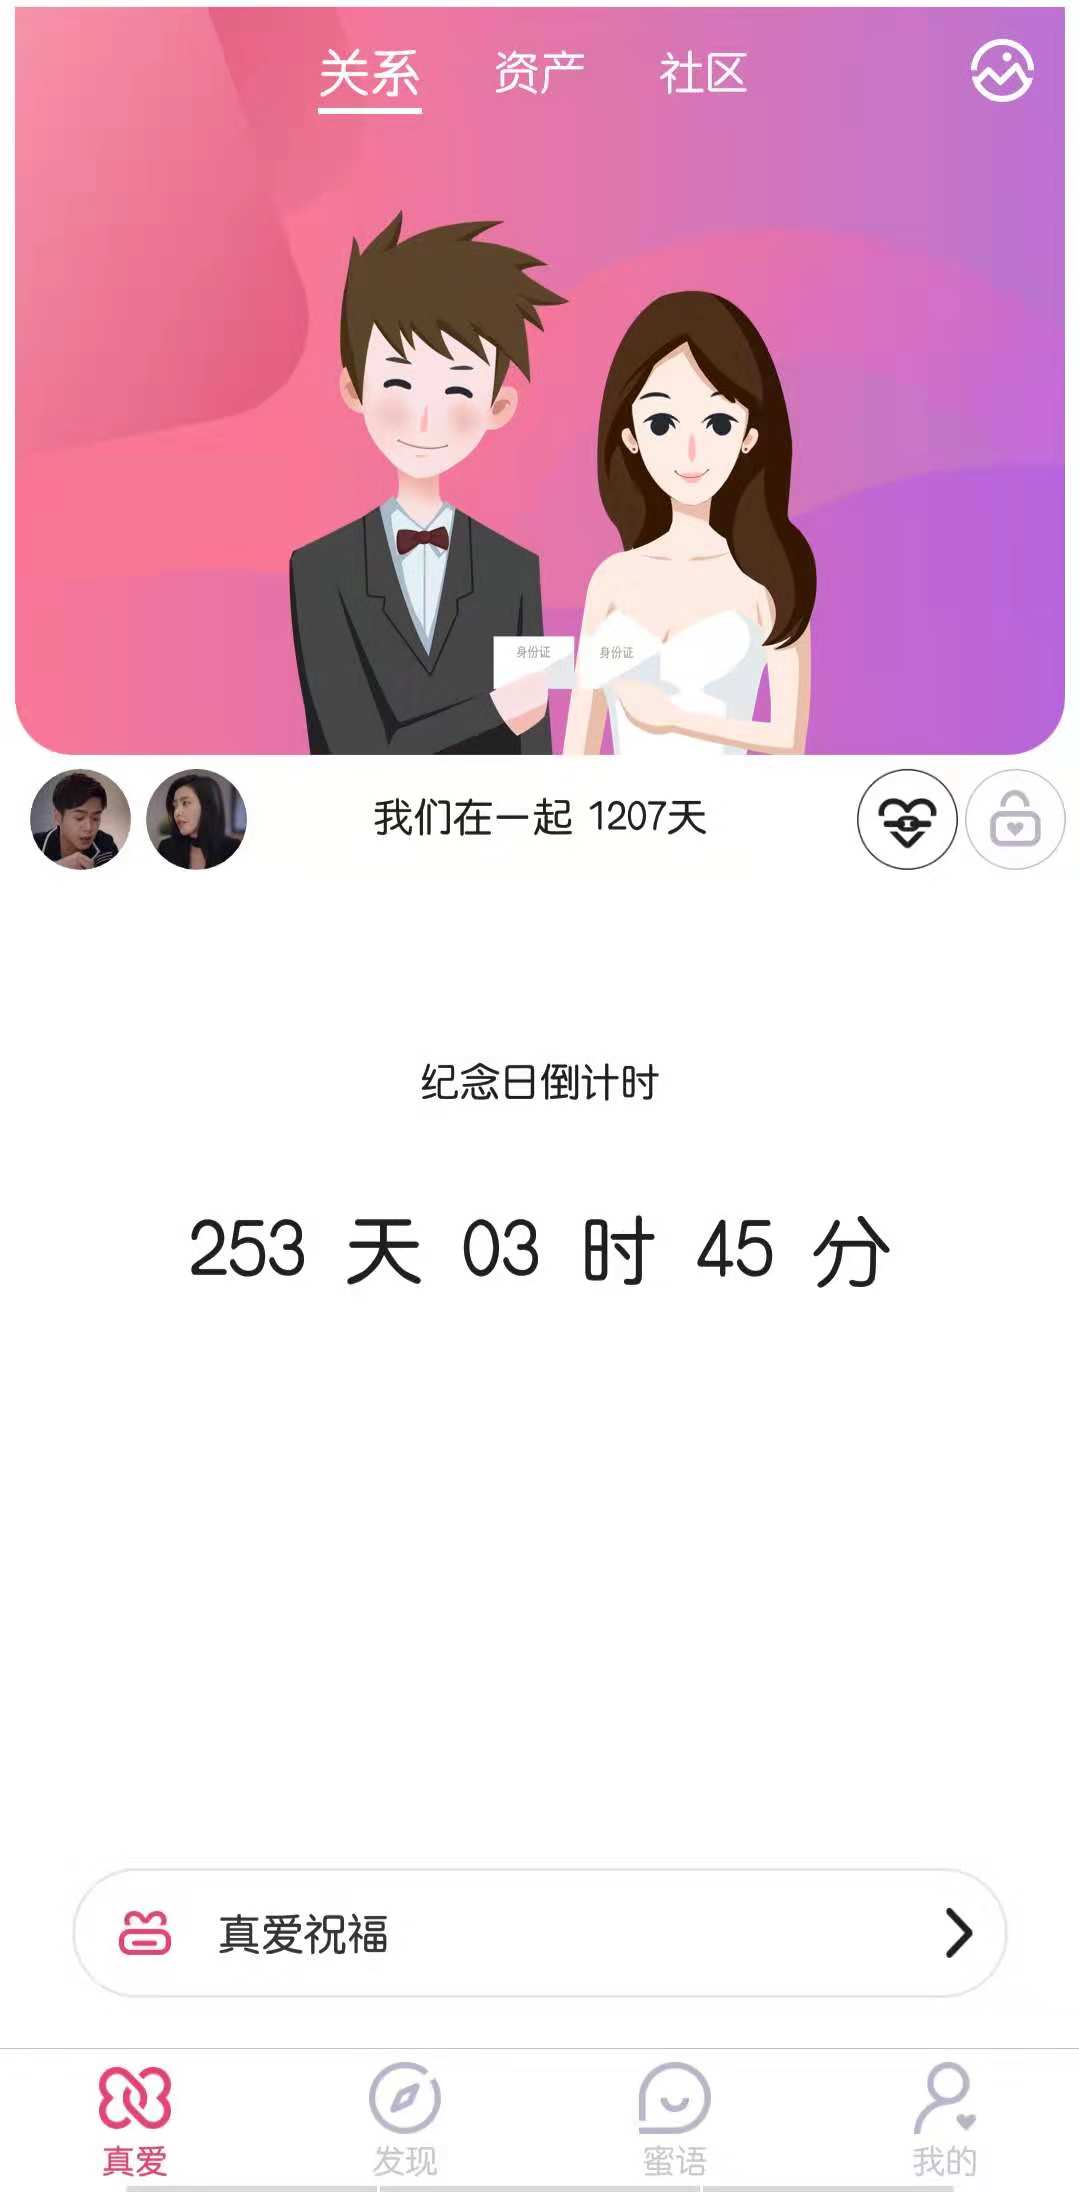 关系 资产 社区
身份证 身份证
我们在一起 1207天
纪念日倒计时
253 天 03 时 45 分
真爱祝福
真爱 发现 蜜语 我的